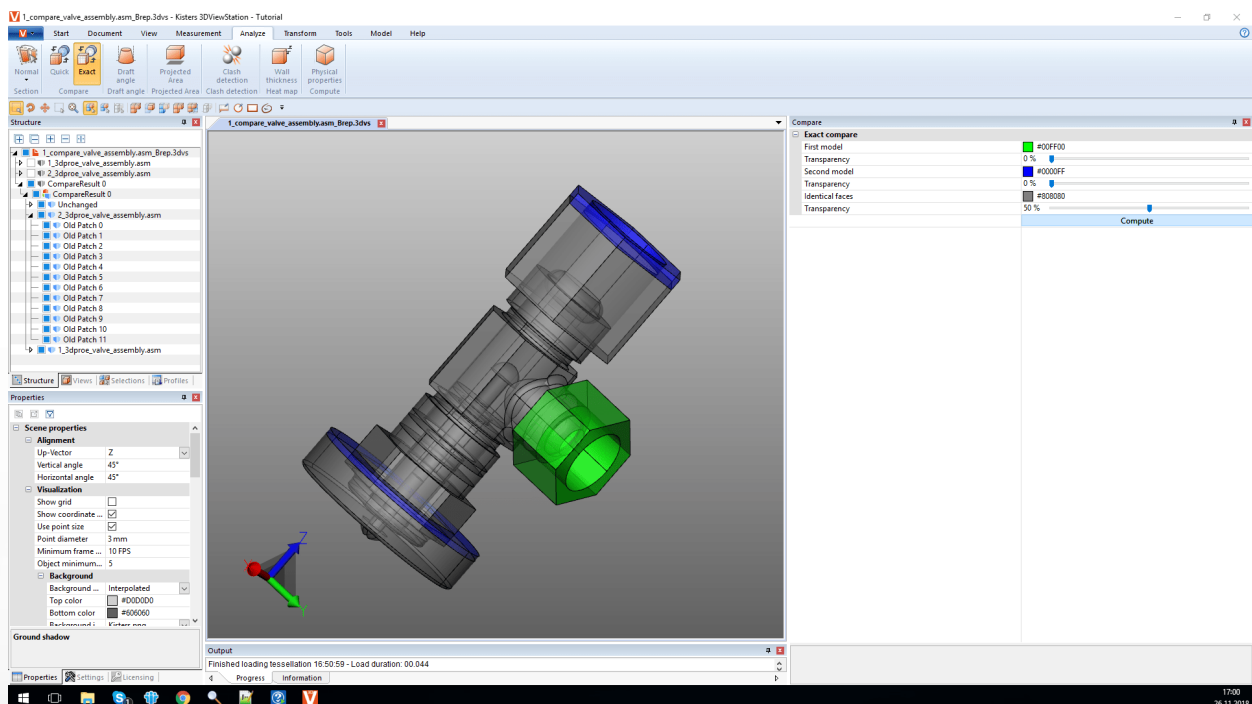 1_compare_valve_assembly.asm_Brep.3dvs - Kisters 3DViewStation - Tutorial
Start Document View Measurement Analyze Transform Tools Model Help
Normal Quick Exact Draft angle Projected Area Clash detection Wall thickness Physical properties
Section Compare Draft angle Projected Area Clash detection Heat map Compute
Structure
1_compare_valve_assembly.asm_Brep.3dvs
1_3dproe_valve_assembly.asm
2_3dproe_valve_assembly.asm
CompareResult 0
CompareResult 0
Unchanged
2_3dproe_valve_assembly.asm
Old Patch 0
Old Patch 1
Old Patch 2
Old Patch 3
Old Patch 4
Old Patch 5
Old Patch 6
Old Patch 7
Old Patch 8
Old Patch 9
Old Patch 10
Old Patch 11
1_3dproe_valve_assembly.asm
Structure Views Selections Profiles
Properties
Scene properties
Alignment
Up-Vector Z
Vertical angle 45°
Horizontal angle 45°
Visualization
Show grid
Show coordinate ...
Use point size
Point diameter 3 mm
Minimum frame ... 10 FPS
Object minimum... 5
Background
Background ... Interpolated
Top color #D0D0D0
Bottom color #606060
Background i Kisters.png
Ground shadow
Properties Settings Licensing
1_compare_valve_assembly.asm_Brep.3dvs
Z
Y
Output
Finished loading tessellation 16:50:59 - Load duration: 00.044
Progress Information
Compare
Exact compare
First model #00FF00
Transparency 0 %
Second model #0000FF
Transparency 0 %
Identical faces #808080
Transparency 50 %
Compute
17:00
26.11.2018